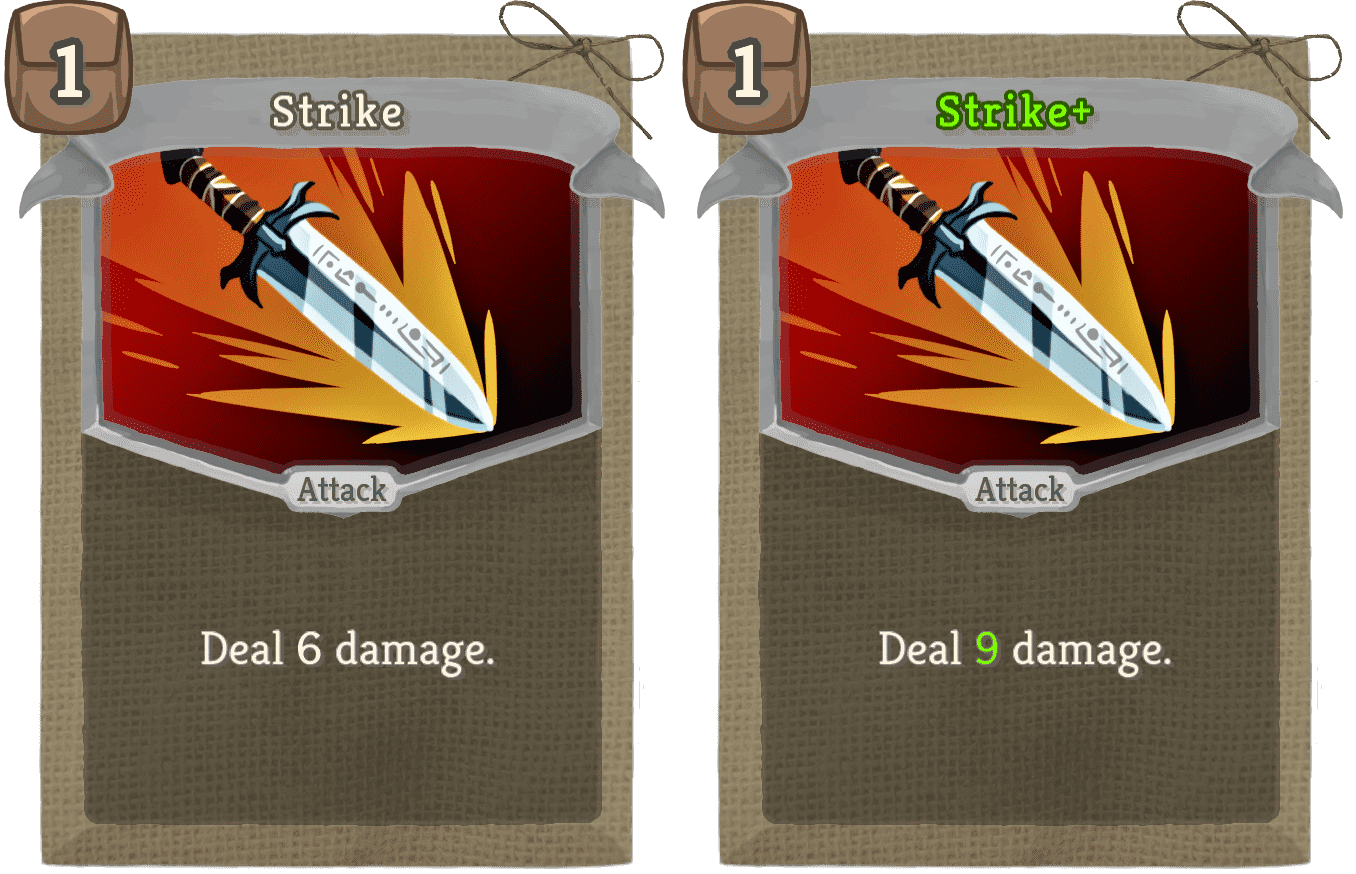 1
Strike
Attack
Deal 6 damage.
1
Strike+
Attack
Deal 9 damage.